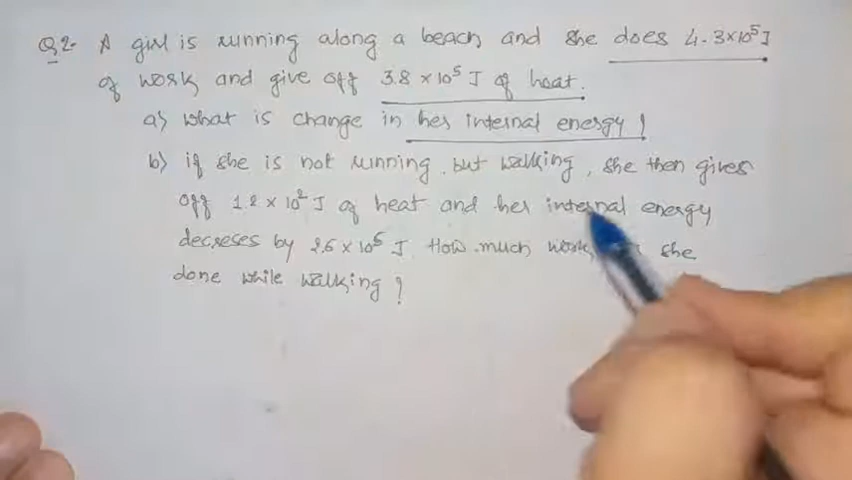 Q2- A girl is running along a beach and she does 4.3×10⁵J
of work and give off 3.8 ×10⁵ J of heat.
a) what is change in her internal energy ?
b) if she is not running but walking, she then gives
off 1.2 × 10² J of heat and her internal energy
decreses by 2.6 × 10⁵ J How much work she
done while walking ?